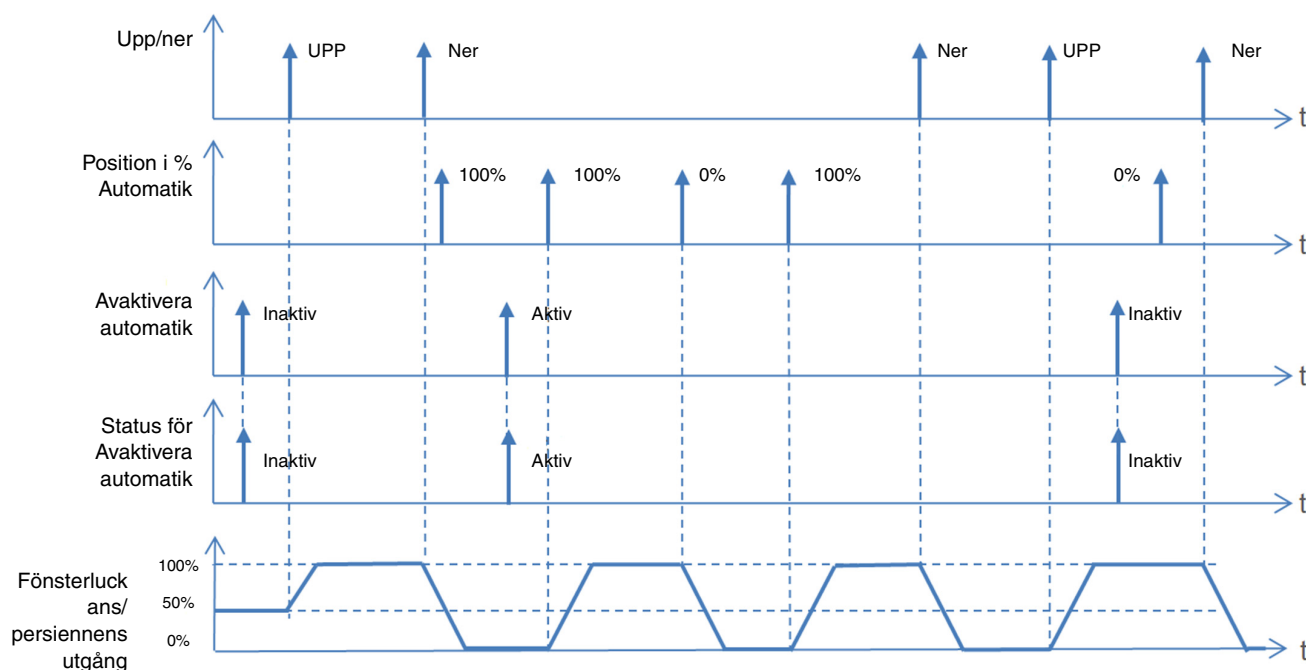 Upp/ner
UPP
Ner
Ner
UPP
Ner
t
Position i %
Automatik
100%
100%
0%
100%
0%
t
Avaktivera
automatik
Inaktiv
Aktiv
Inaktiv
t
Status för
Avaktivera
automatik
Inaktiv
Aktiv
Inaktiv
t
Fönsterluck
ans/
persiennens
utgång
100%
50%
0%
t